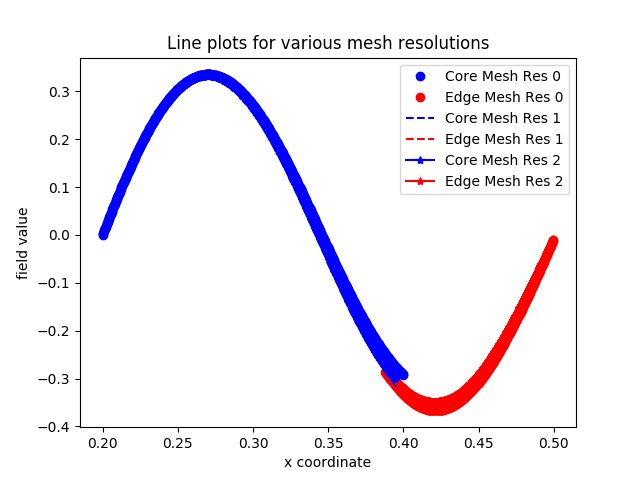 Line plots for various mesh resolutions
Core Mesh Res 0
Edge Mesh Res 0
Core Mesh Res 1
Edge Mesh Res 1
Core Mesh Res 2
Edge Mesh Res 2
field value
0.3
0.2
0.1
0.0
−0.1
−0.2
−0.3
−0.4
0.20 0.25 0.30 0.35 0.40 0.45 0.50
x coordinate